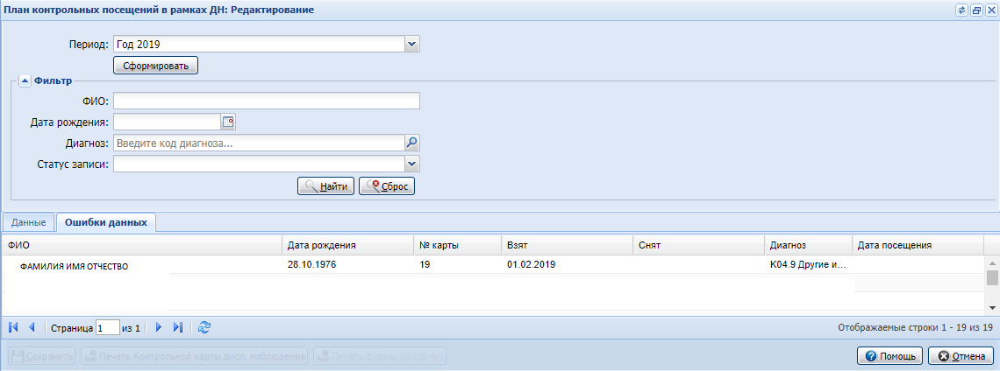 План контрольных посещений в рамках ДН: Редактирование
Период: Год 2019
Сформировать
Фильтр
ФИО:
Дата рождения:
Диагноз: Введите код диагноза...
Статус записи:
Найти Сброс
Данные Ошибки данных
ФИО Дата рождения № карты Взят Снят Диагноз Дата посещения
ФАМИЛИЯ ИМЯ ОТЧЕСТВО 28.10.1976 19 01.02.2019 K04.9 Другие и...
Страница 1 из 1 Отображаемые строки 1 - 19 из 19
Сохранить Печать Контрольной карты дисп. наблюдения Печать формы №030-4/у Помощь Отмена